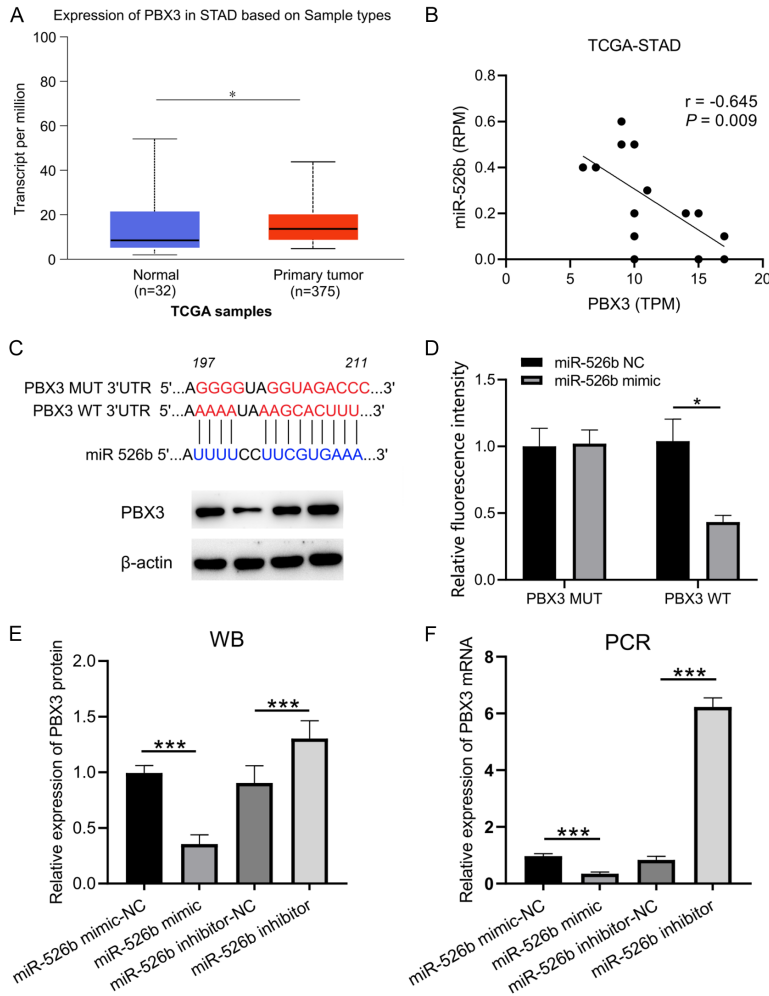 A
Expression of PBX3 in STAD based on Sample types
Transcript per million
100
80
60
40
20
0
*
Normal
(n=32)
Primary tumor
(n=375)
TCGA samples
B
TCGA-STAD
r = -0.645
P = 0.009
miR-526b (RPM)
0.8
0.6
0.4
0.2
0.0
0 5 10 15 20
PBX3 (TPM)
C
197 211
PBX3 MUT 3'UTR 5'...AGGGGUAGGUAGACCC...3'
PBX3 WT 3'UTR 5'...AAAAAUAAAGCACUUU...3'
miR 526b 5'...AUUUUCCUUCGUGAAA...3'
PBX3
β-actin
D
miR-526b NC
miR-526b mimic
Relative fluorescence intensity
1.5
1.0
0.5
0.0
*
PBX3 MUT PBX3 WT
E
WB
Relative expression of PBX3 protein
2.0
1.5
1.0
0.5
0.0
***
***
miR-526b mimic-NC
miR-526b mimic
miR-526b inhibitor-NC
miR-526b inhibitor
F
PCR
Relative expression of PBX3 mRNA
8
6
4
2
0
***
***
miR-526b mimic-NC
miR-526b mimic
miR-526b inhibitor-NC
miR-526b inhibitor